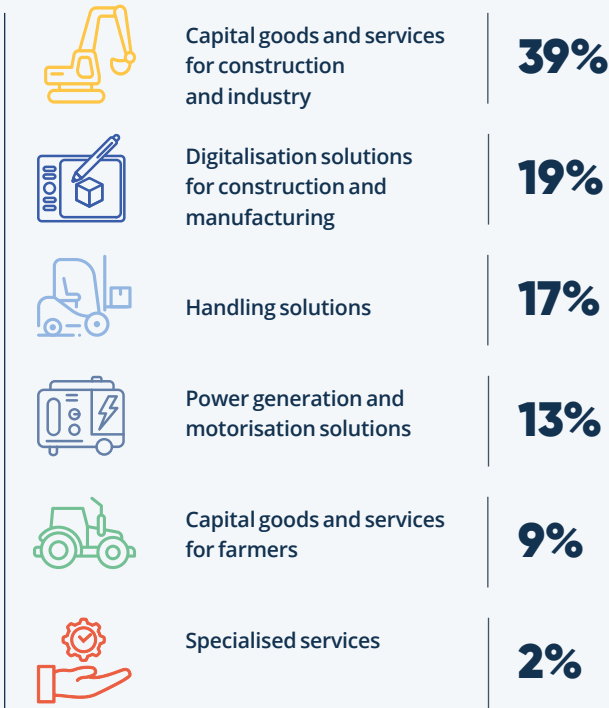 Capital goods and services
for construction
and industry
39%
Digitalisation solutions
for construction and
manufacturing
19%
Handling solutions
17%
Power generation and
motorisation solutions
13%
Capital goods and services
for farmers
9%
Specialised services
2%